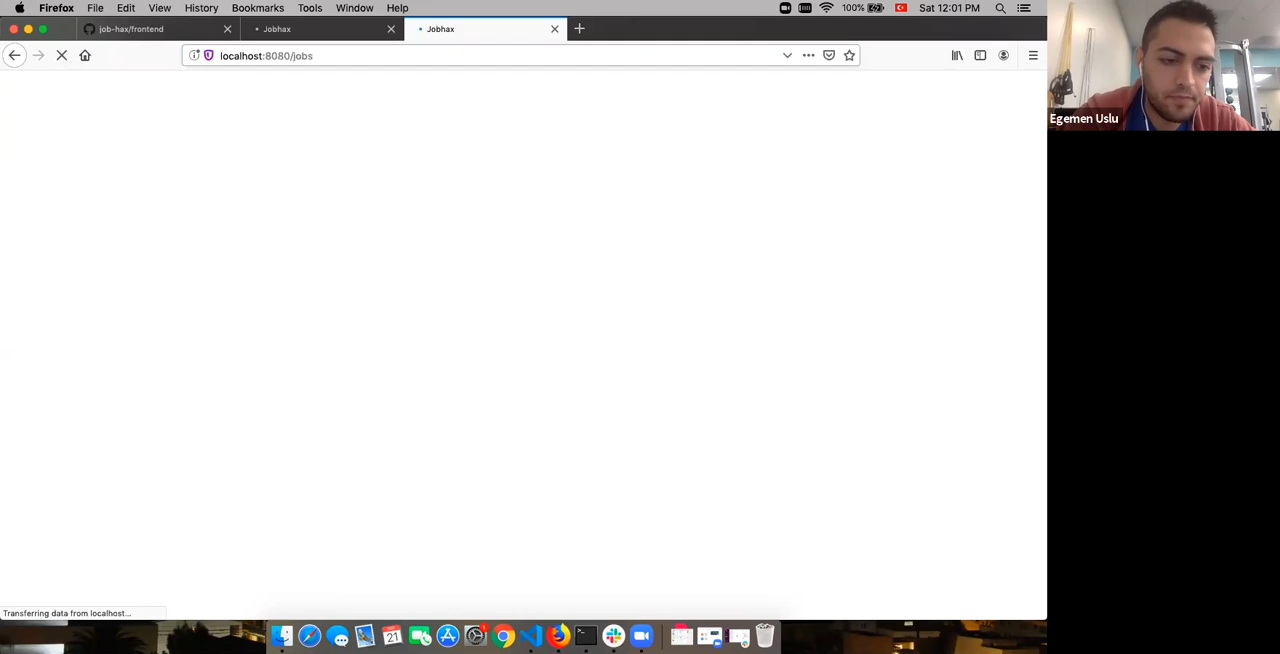 Firefox File Edit View History Bookmarks Tools Window Help 100% Sat 12:01 PM
job-hax/frontend Jobhax Jobhax
localhost:8080/jobs
Egemen Uslu
Transferring data from localhost...
21